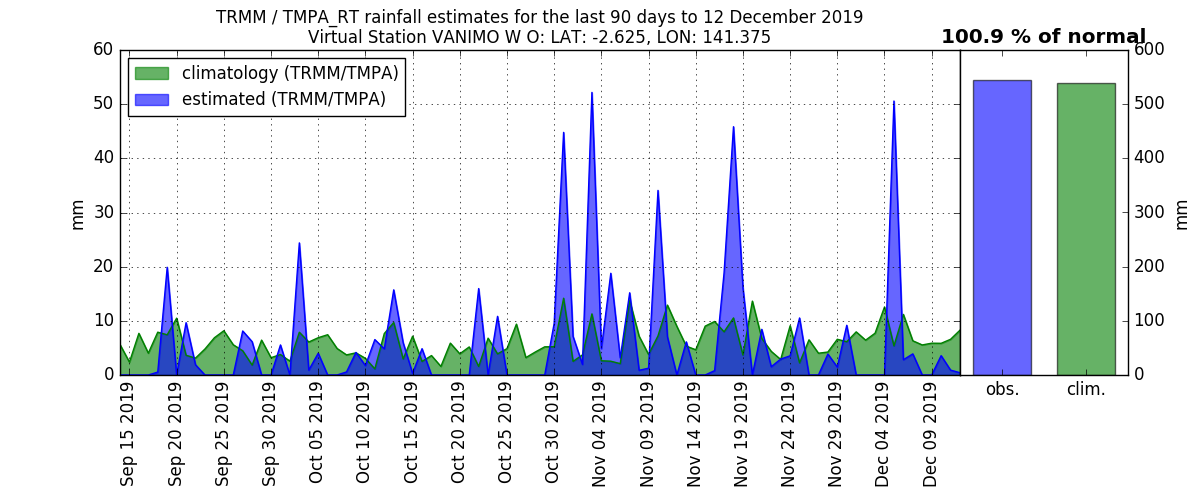 TRMM / TMPA_RT rainfall estimates for the last 90 days to 12 December 2019
Virtual Station VANIMO W O: LAT: -2.625, LON: 141.375
100.9 % of normal
climatology (TRMM/TMPA)
estimated (TRMM/TMPA)
60
50
40
30
20
10
0
mm
Sep 15 2019
Sep 20 2019
Sep 25 2019
Sep 30 2019
Oct 05 2019
Oct 10 2019
Oct 15 2019
Oct 20 2019
Oct 25 2019
Oct 30 2019
Nov 04 2019
Nov 09 2019
Nov 14 2019
Nov 19 2019
Nov 24 2019
Nov 29 2019
Dec 04 2019
Dec 09 2019
obs.
clim.
600
500
400
300
200
100
0
mm